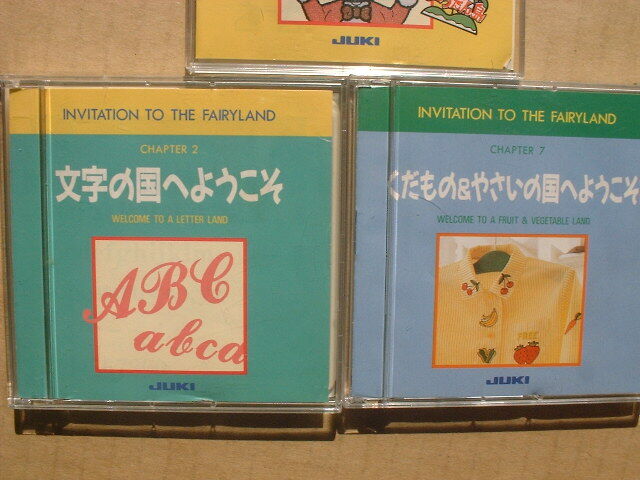 JUKI
INVITATION TO THE FAIRYLAND
CHAPTER 2
文字の国へようこそ
WELCOME TO A LETTER LAND
ABC
abcd
JUKI
INVITATION TO THE FAIRYLAND
CHAPTER 7
くだもの&やさいの国へようこそ
WELCOME TO A FRUIT & VEGETABLE LAND
FREE
JUKI